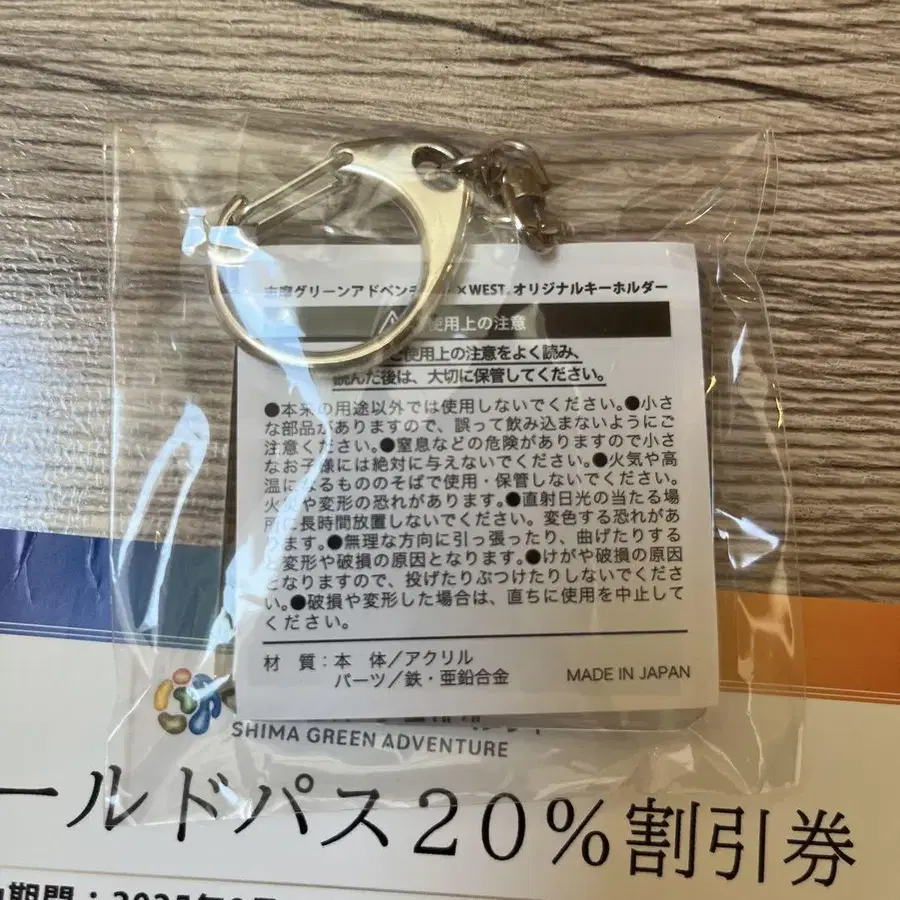 志摩グリーンアドベンチ ×WEST. オリジナルキーホルダー
使用上の注意
ご使用上の注意をよく読み、
読んだ後は、大切に保管してください。
●本来の用途以外では使用しないでください。●小さ
な部品がありますので、誤って飲み込まないようにご
注意ください。●窒息などの危険がありますので小さ
なお子様には絶対に与えないでください。●火気や高
温になるもののそばで使用・保管しないでください。
火災や変形の恐れがあります。●直射日光の当たる場
所に長時間放置しないでください。変色する恐れがあ
ります。●無理な方向に引っ張ったり、曲げたりする
と変形や破損の原因となります。●けがや破損の原因
となりますので、投げたりぶつけたりしないでくださ
い。●破損や変形した場合は、直ちに使用を中止して
ください。
材 質：本 体／アクリル
パーツ／鉄・亜鉛合金
MADE IN JAPAN
SHIMA GREEN ADVENTURE
ールドパス20%割引券
期間：2025年